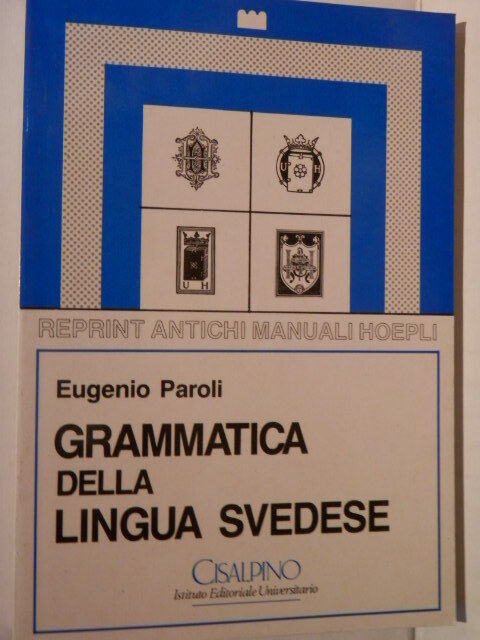 U H
U H
REPRINT ANTICHI MANUALI HOEPLI
Eugenio Paroli
GRAMMATICA
DELLA
LINGUA SVEDESE
CISALPINO
Istituto Editoriale Universitario